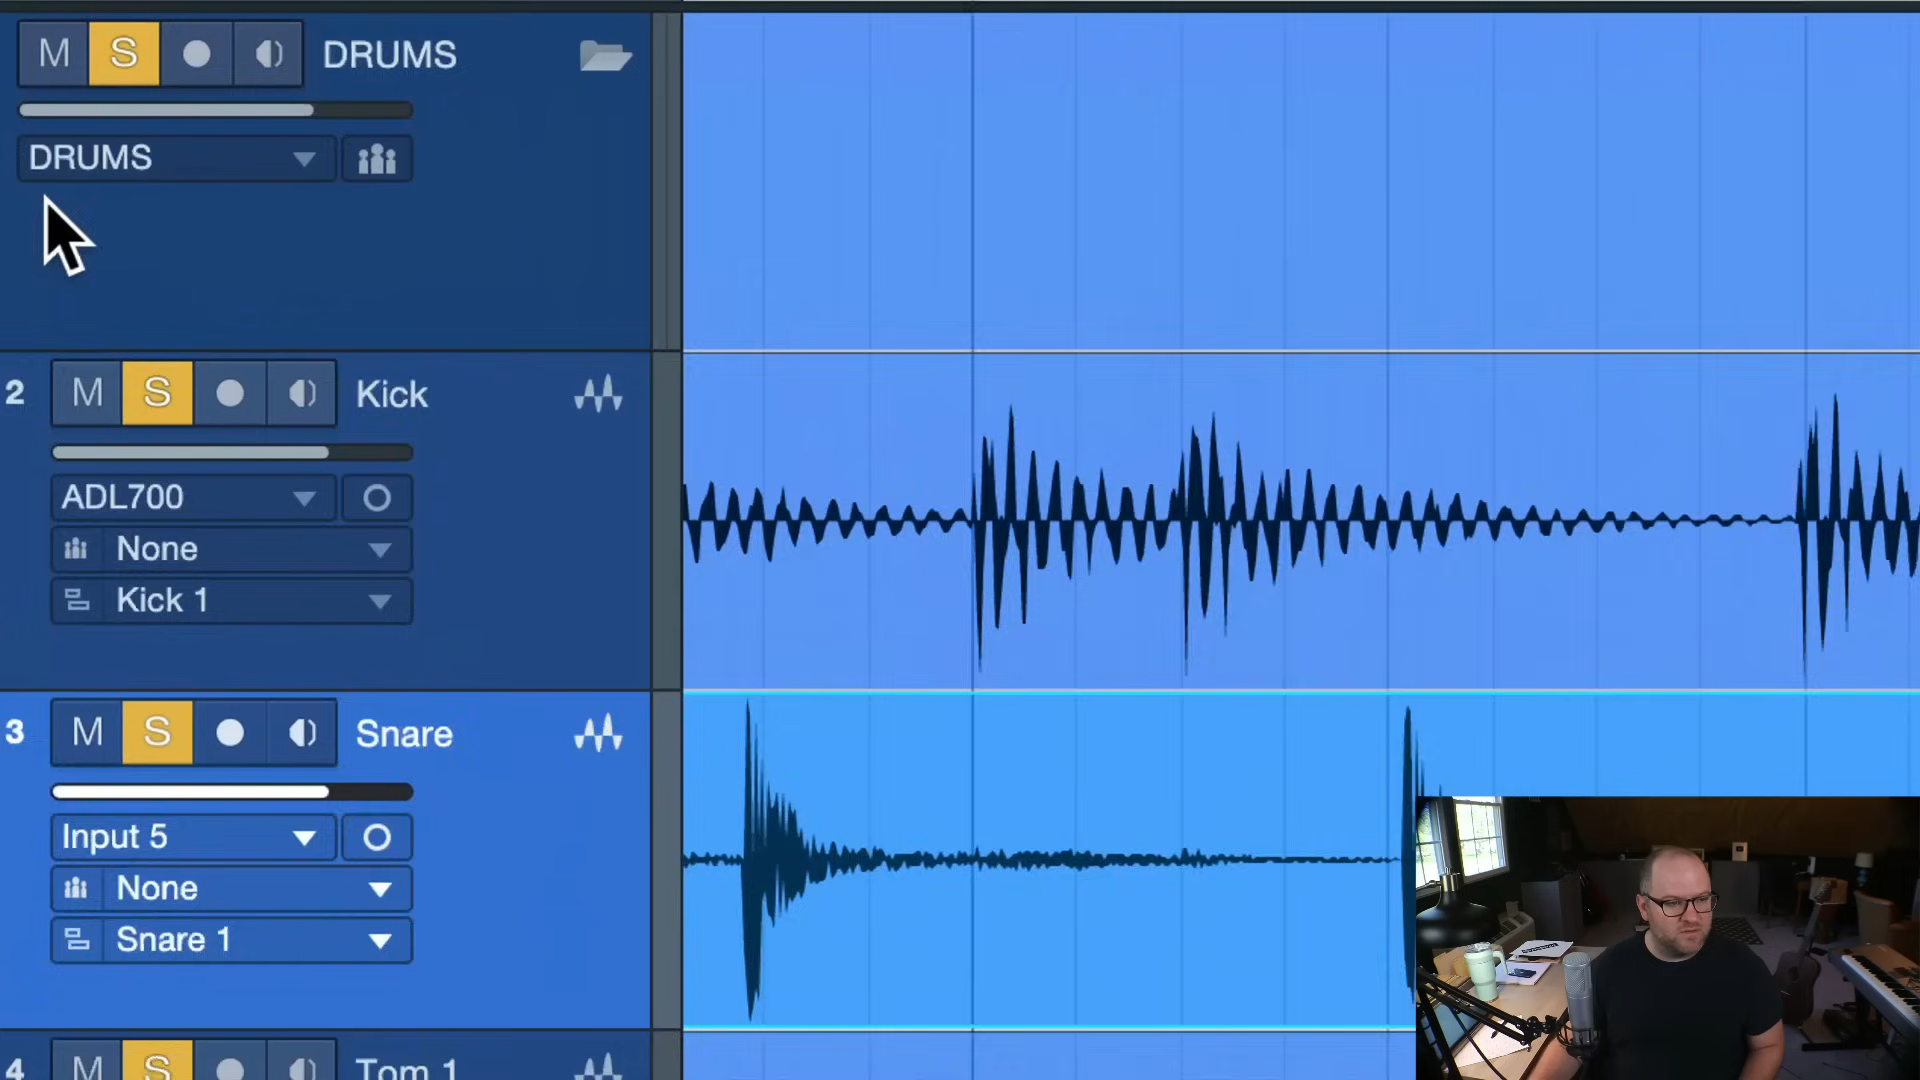 M S DRUMS
DRUMS
2 M S Kick
ADL700
None
Kick 1
3 M S Snare
Input 5
None
Snare 1
4 M S Tom 1